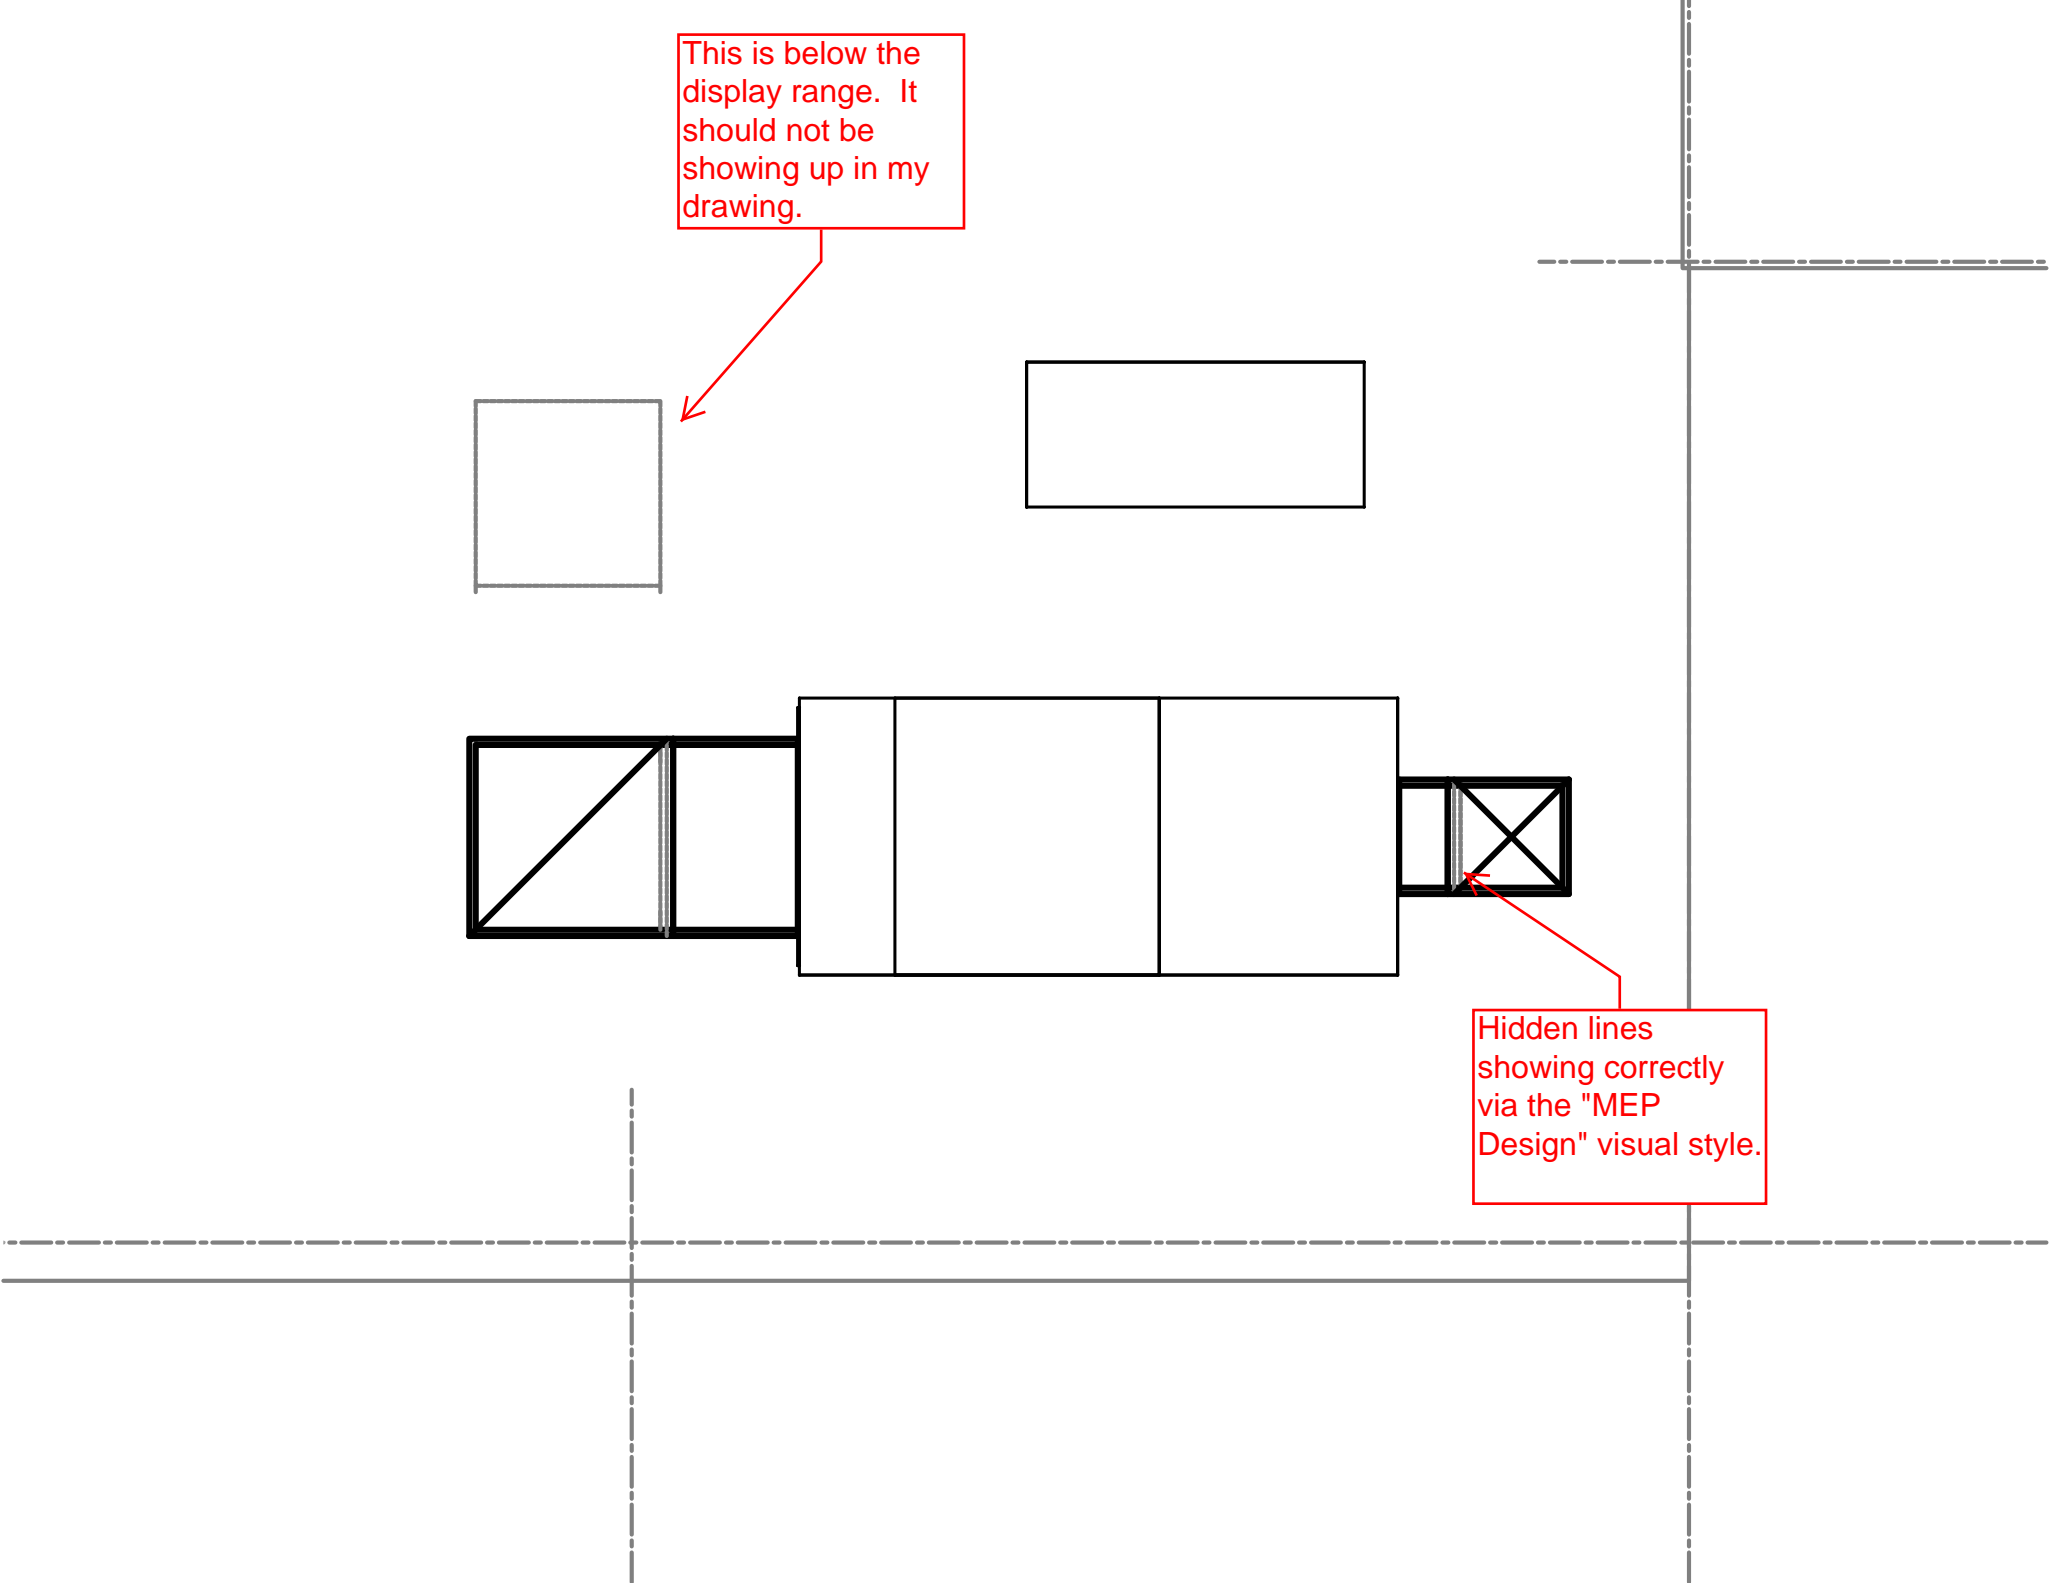 This is below the
display range.  It
should not be
showing up in my
drawing.
Hidden lines
showing correctly
via the "MEP
Design" visual style.